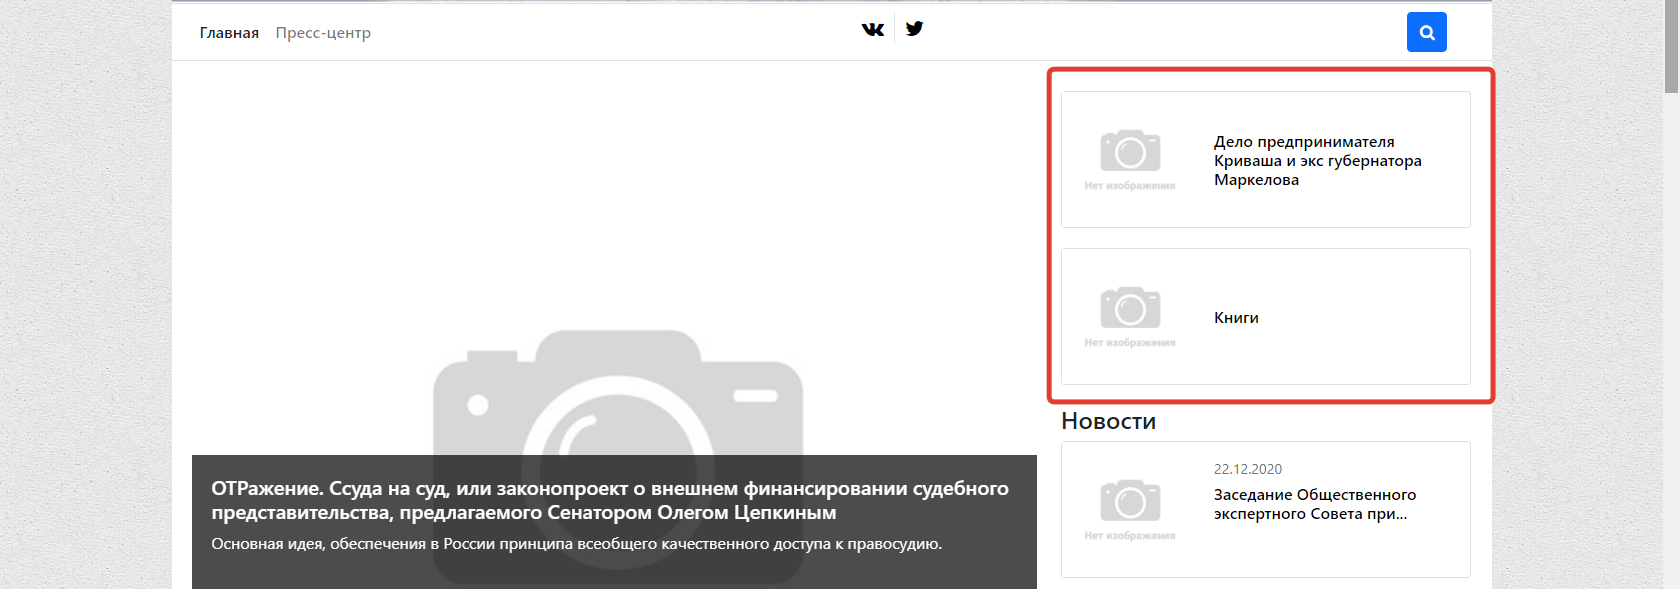 Главная Пресс-центр
ОТРажение. Ссуда на суд, или законопроект о внешнем финансировании судебного
представительства, предлагаемого Сенатором Олегом Цепкиным
Основная идея, обеспечения в России принципа всеобщего качественного доступа к правосудию.
Нет изображения
Дело предпринимателя
Криваша и экс губернатора
Маркелова
Нет изображения
Книги
Новости
Нет изображения
22.12.2020
Заседание Общественного
экспертного Совета при...